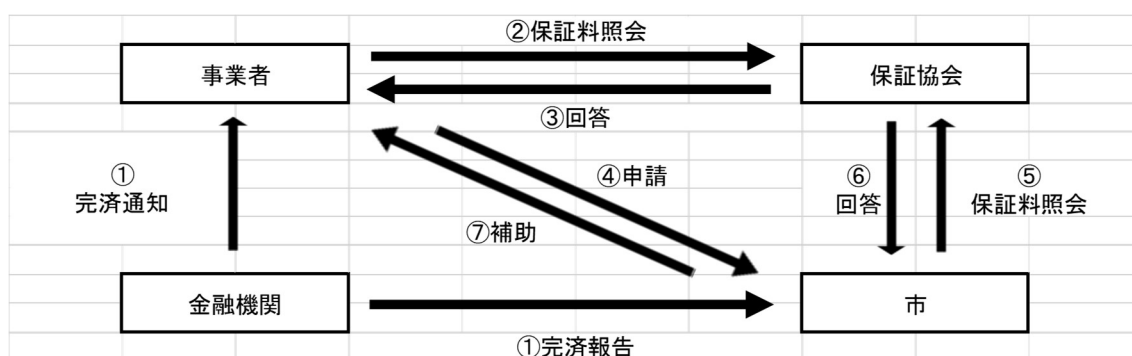 ②保証料照会
事業者
保証協会
③回答
①
完済通知
④申請
⑥
回答
⑤
保証料照会
⑦補助
金融機関
市
①完済報告